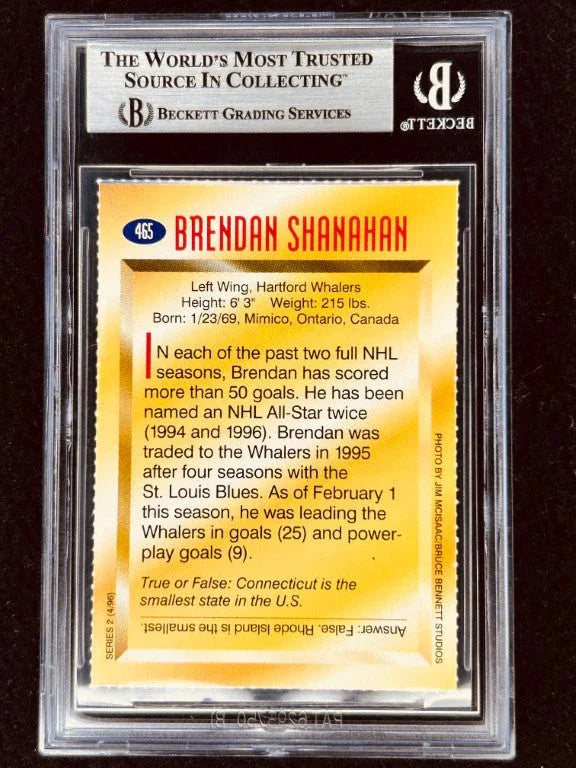 THE WORLD'S MOST TRUSTED
SOURCE IN COLLECTING™
B BECKETT GRADING SERVICES
B
BECKETT®
465 BRENDAN SHANAHAN
Left Wing, Hartford Whalers
Height: 6' 3" Weight: 215 lbs.
Born: 1/23/69, Mimico, Ontario, Canada
IN each of the past two full NHL
seasons, Brendan has scored
more than 50 goals. He has been
named an NHL All-Star twice
(1994 and 1996). Brendan was
traded to the Whalers in 1995
after four seasons with the
St. Louis Blues. As of February 1
this season, he was leading the
Whalers in goals (25) and power-
play goals (9).
True or False: Connecticut is the
smallest state in the U.S.
Answer: False. Rhode Island is the smallest.
SERIES 2 (4/96)
PHOTO BY JIM MCISAAC/BRUCE BENNETT STUDIOS